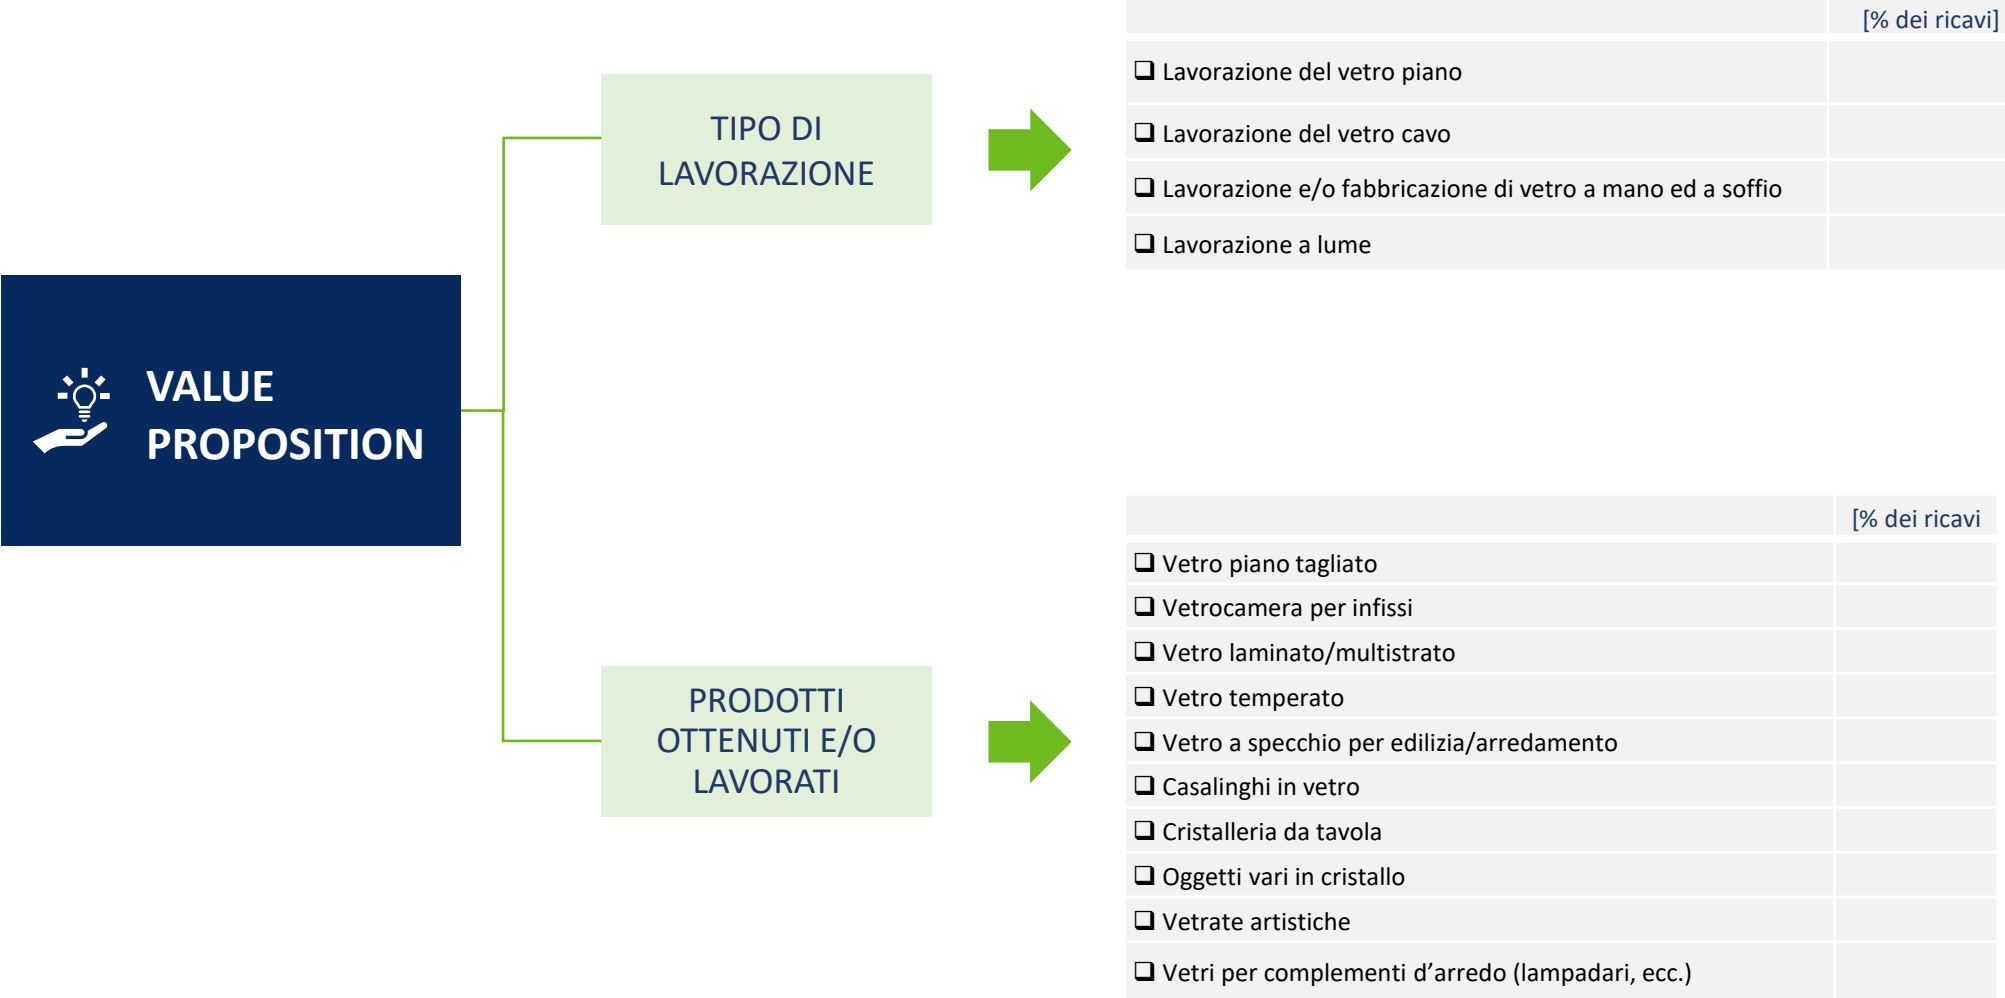 VALUE
PROPOSITION
TIPO DI
LAVORAZIONE
[% dei ricavi]
❑ Lavorazione del vetro piano
❑ Lavorazione del vetro cavo
❑ Lavorazione e/o fabbricazione di vetro a mano ed a soffio
❑ Lavorazione a lume
PRODOTTI
OTTENUTI E/O
LAVORATI
[% dei ricavi
❑ Vetro piano tagliato
❑ Vetrocamera per infissi
❑ Vetro laminato/multistrato
❑ Vetro temperato
❑ Vetro a specchio per edilizia/arredamento
❑ Casalinghi in vetro
❑ Cristalleria da tavola
❑ Oggetti vari in cristallo
❑ Vetrate artistiche
❑ Vetri per complementi d’arredo (lampadari, ecc.)